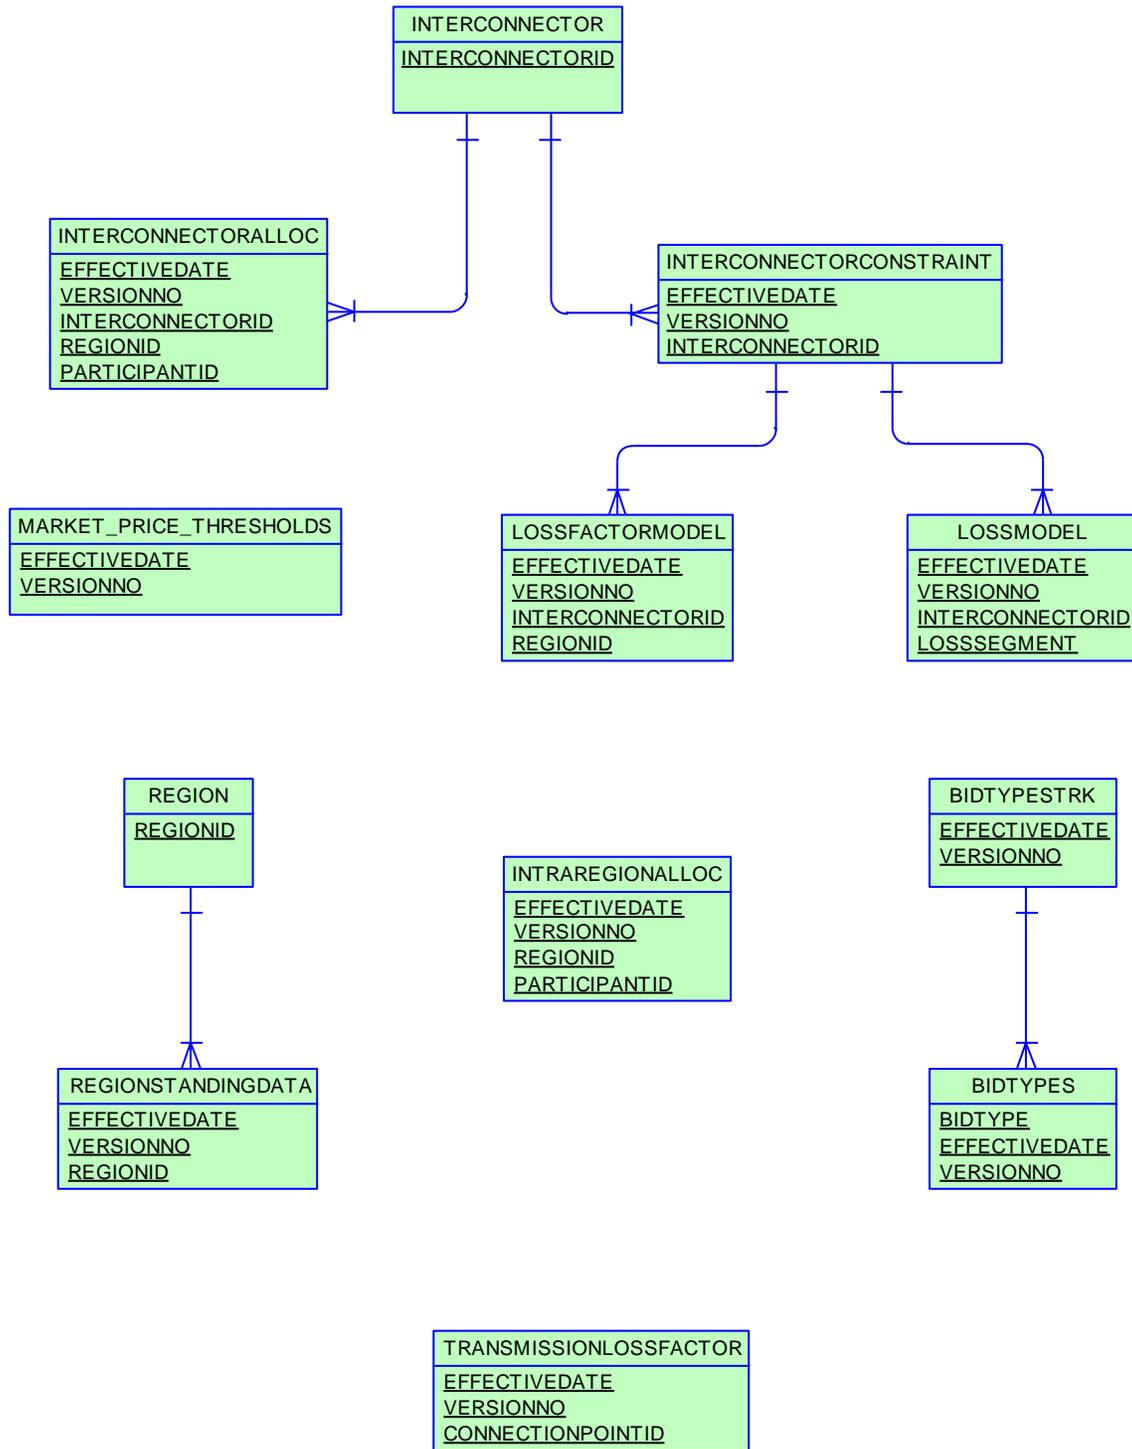 INTERCONNECTOR
INTERCONNECTORID
INTERCONNECTORALLOC
EFFECTIVEDATE
VERSIONNO
INTERCONNECTORID
REGIONID
PARTICIPANTID
INTERCONNECTORCONSTRAINT
EFFECTIVEDATE
VERSIONNO
INTERCONNECTORID
MARKET_PRICE_THRESHOLDS
EFFECTIVEDATE
VERSIONNO
LOSSFACTORMODEL
EFFECTIVEDATE
VERSIONNO
INTERCONNECTORID
REGIONID
LOSSMODEL
EFFECTIVEDATE
VERSIONNO
INTERCONNECTORID
LOSSSEGMENT
REGION
REGIONID
INTRAREGIONALLOC
EFFECTIVEDATE
VERSIONNO
REGIONID
PARTICIPANTID
BIDTYPESTRK
EFFECTIVEDATE
VERSIONNO
REGIONSTANDINGDATA
EFFECTIVEDATE
VERSIONNO
REGIONID
BIDTYPES
BIDTYPE
EFFECTIVEDATE
VERSIONNO
TRANSMISSIONLOSSFACTOR
EFFECTIVEDATE
VERSIONNO
CONNECTIONPOINTID